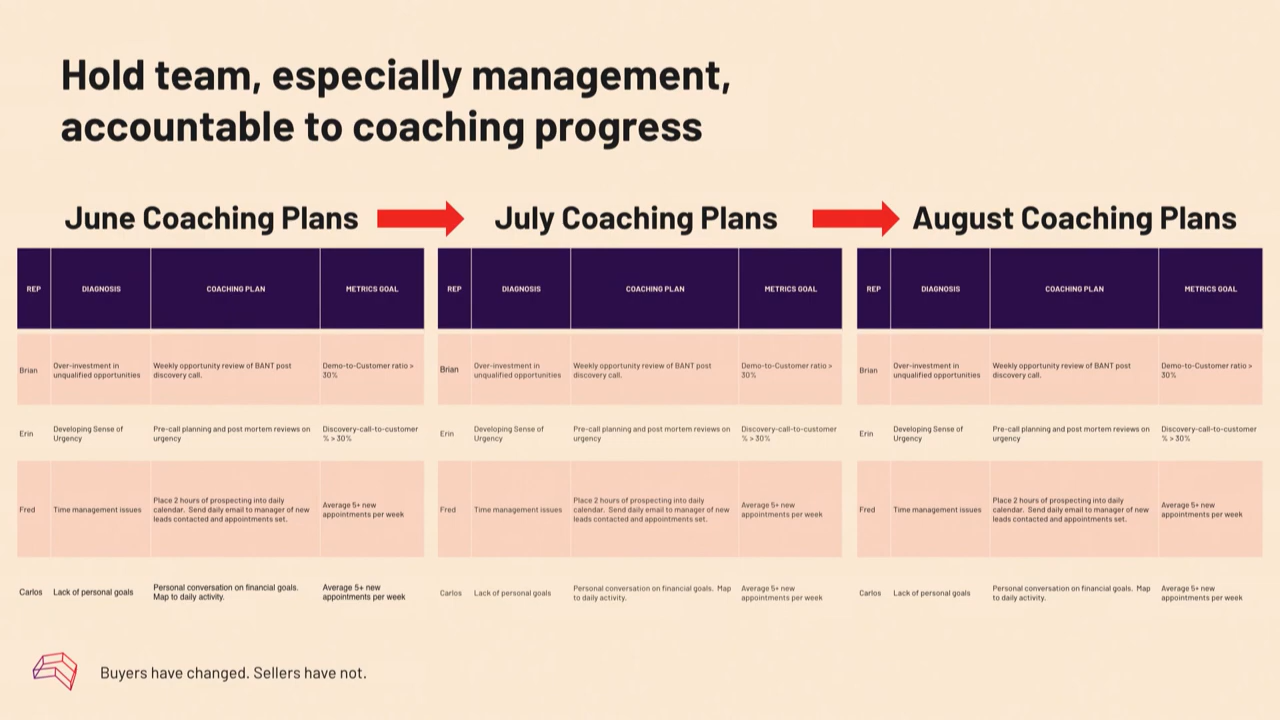 Hold team, especially management,
accountable to coaching progress
June Coaching Plans
July Coaching Plans
August Coaching Plans
REP DIAGNOSIS COACHING PLAN METRICS GOAL
Brian
Over-investment in
unqualified opportunities
Weekly opportunity review of BANT post
discovery call.
Demo-to-Customer ratio >
30%
Erin
Developing Sense of
Urgency
Pre-call planning and post mortem reviews on
urgency
Discovery-call-to-customer
% > 30%
Fred
Time management issues
Place 2 hours of prospecting into daily
calendar. Send daily email to manager of new
leads contacted and appointments set.
Average 5+ new
appointments per week
Carlos
Lack of personal goals
Personal conversation on financial goals.
Map to daily activity.
Average 5+ new
appointments per week
REP DIAGNOSIS COACHING PLAN METRICS GOAL
Brian
Over-investment in
unqualified opportunities
Weekly opportunity review of BANT post
discovery call.
Demo-to-Customer ratio >
30%
Erin
Developing Sense of
Urgency
Pre-call planning and post mortem reviews on
urgency
Discovery-call-to-customer
% > 30%
Fred
Time management issues
Place 2 hours of prospecting into daily
calendar. Send daily email to manager of new
leads contacted and appointments set.
Average 5+ new
appointments per week
Carlos
Lack of personal goals
Personal conversation on financial goals. Map
to daily activity.
Average 5+ new
appointments per week
REP DIAGNOSIS COACHING PLAN METRICS GOAL
Brian
Over-investment in
unqualified opportunities
Weekly opportunity review of BANT post
discovery call.
Demo-to-Customer ratio >
30%
Erin
Developing Sense of
Urgency
Pre-call planning and post mortem reviews on
urgency
Discovery-call-to-customer
% > 30%
Fred
Time management issues
Place 2 hours of prospecting into daily
calendar. Send daily email to manager of new
leads contacted and appointments set.
Average 5+ new
appointments per week
Carlos
Lack of personal goals
Personal conversation on financial goals. Map
to daily activity.
Average 5+ new
appointments per week
Buyers have changed. Sellers have not.